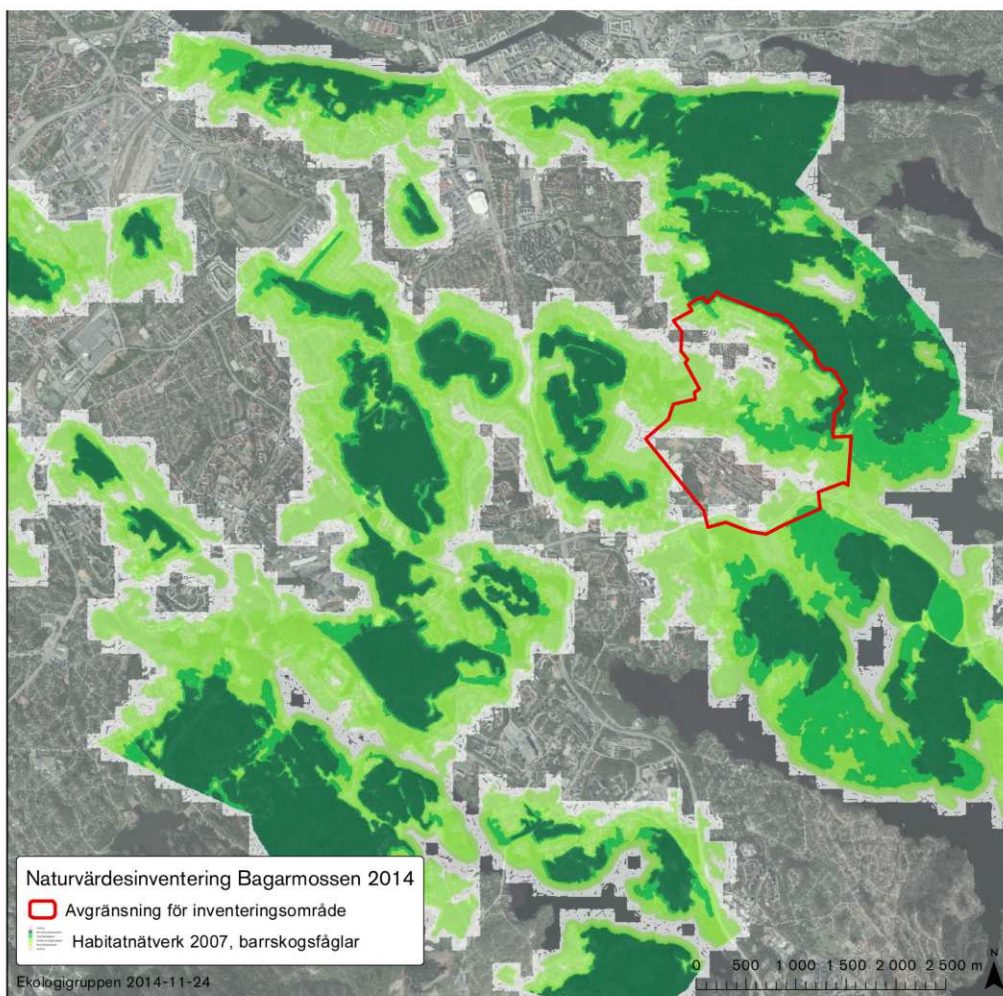 Naturvärdesinventering Bagarmossen 2014
Avgränsning för inventeringsområde
Habitatnätverk 2007, barrskogsfåglar
Ekologigruppen 2014-11-24
0 500 1 000 1 500 2 000 2 500 m
N